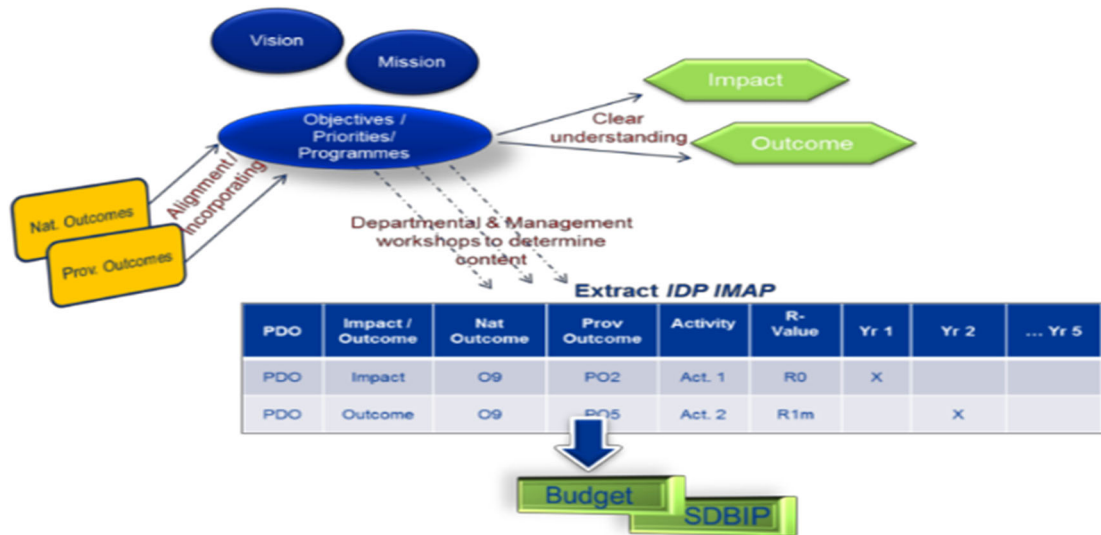 Vision
Mission
Objectives /
Priorities/
Programmes
Impact
Clear
understanding
Outcome
Alignment /
Incorporating
Nat. Outcomes
Prov. Outcomes
Departmental & Management
workshops to determine
content
Extract IDP IMAP
PDO Impact / Outcome Nat Outcome Prov Outcome Activity R-Value Yr 1 Yr 2 ... Yr 5
PDO Impact O9 PO2 Act. 1 R0 X
PDO Outcome O9 PO5 Act. 2 R1m X
Budget
SDBIP